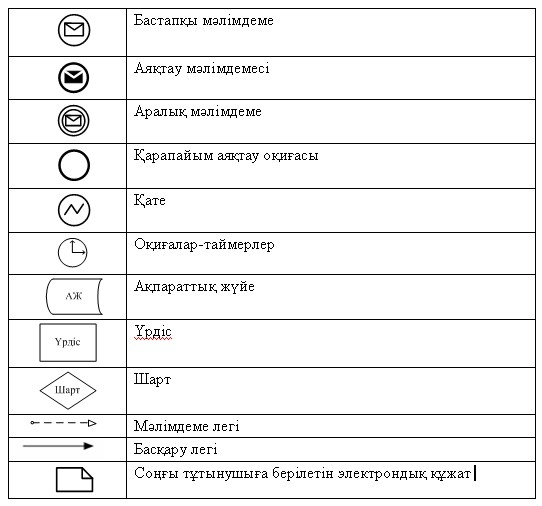 Бастапқы мәлімдеме
Аяқтау мәлімдемесі
Аралық мәлімдеме
Қарапайым аяқтау оқиғасы
Қате
Оқиғалар-таймерлер
АЖ
Ақпараттық жүйе
Үрдіс
Үрдіс
Шарт
Шарт
Мәлімдеме легі
Басқару легі
Соңғы тұтынушыға берілетін электрондық құжат